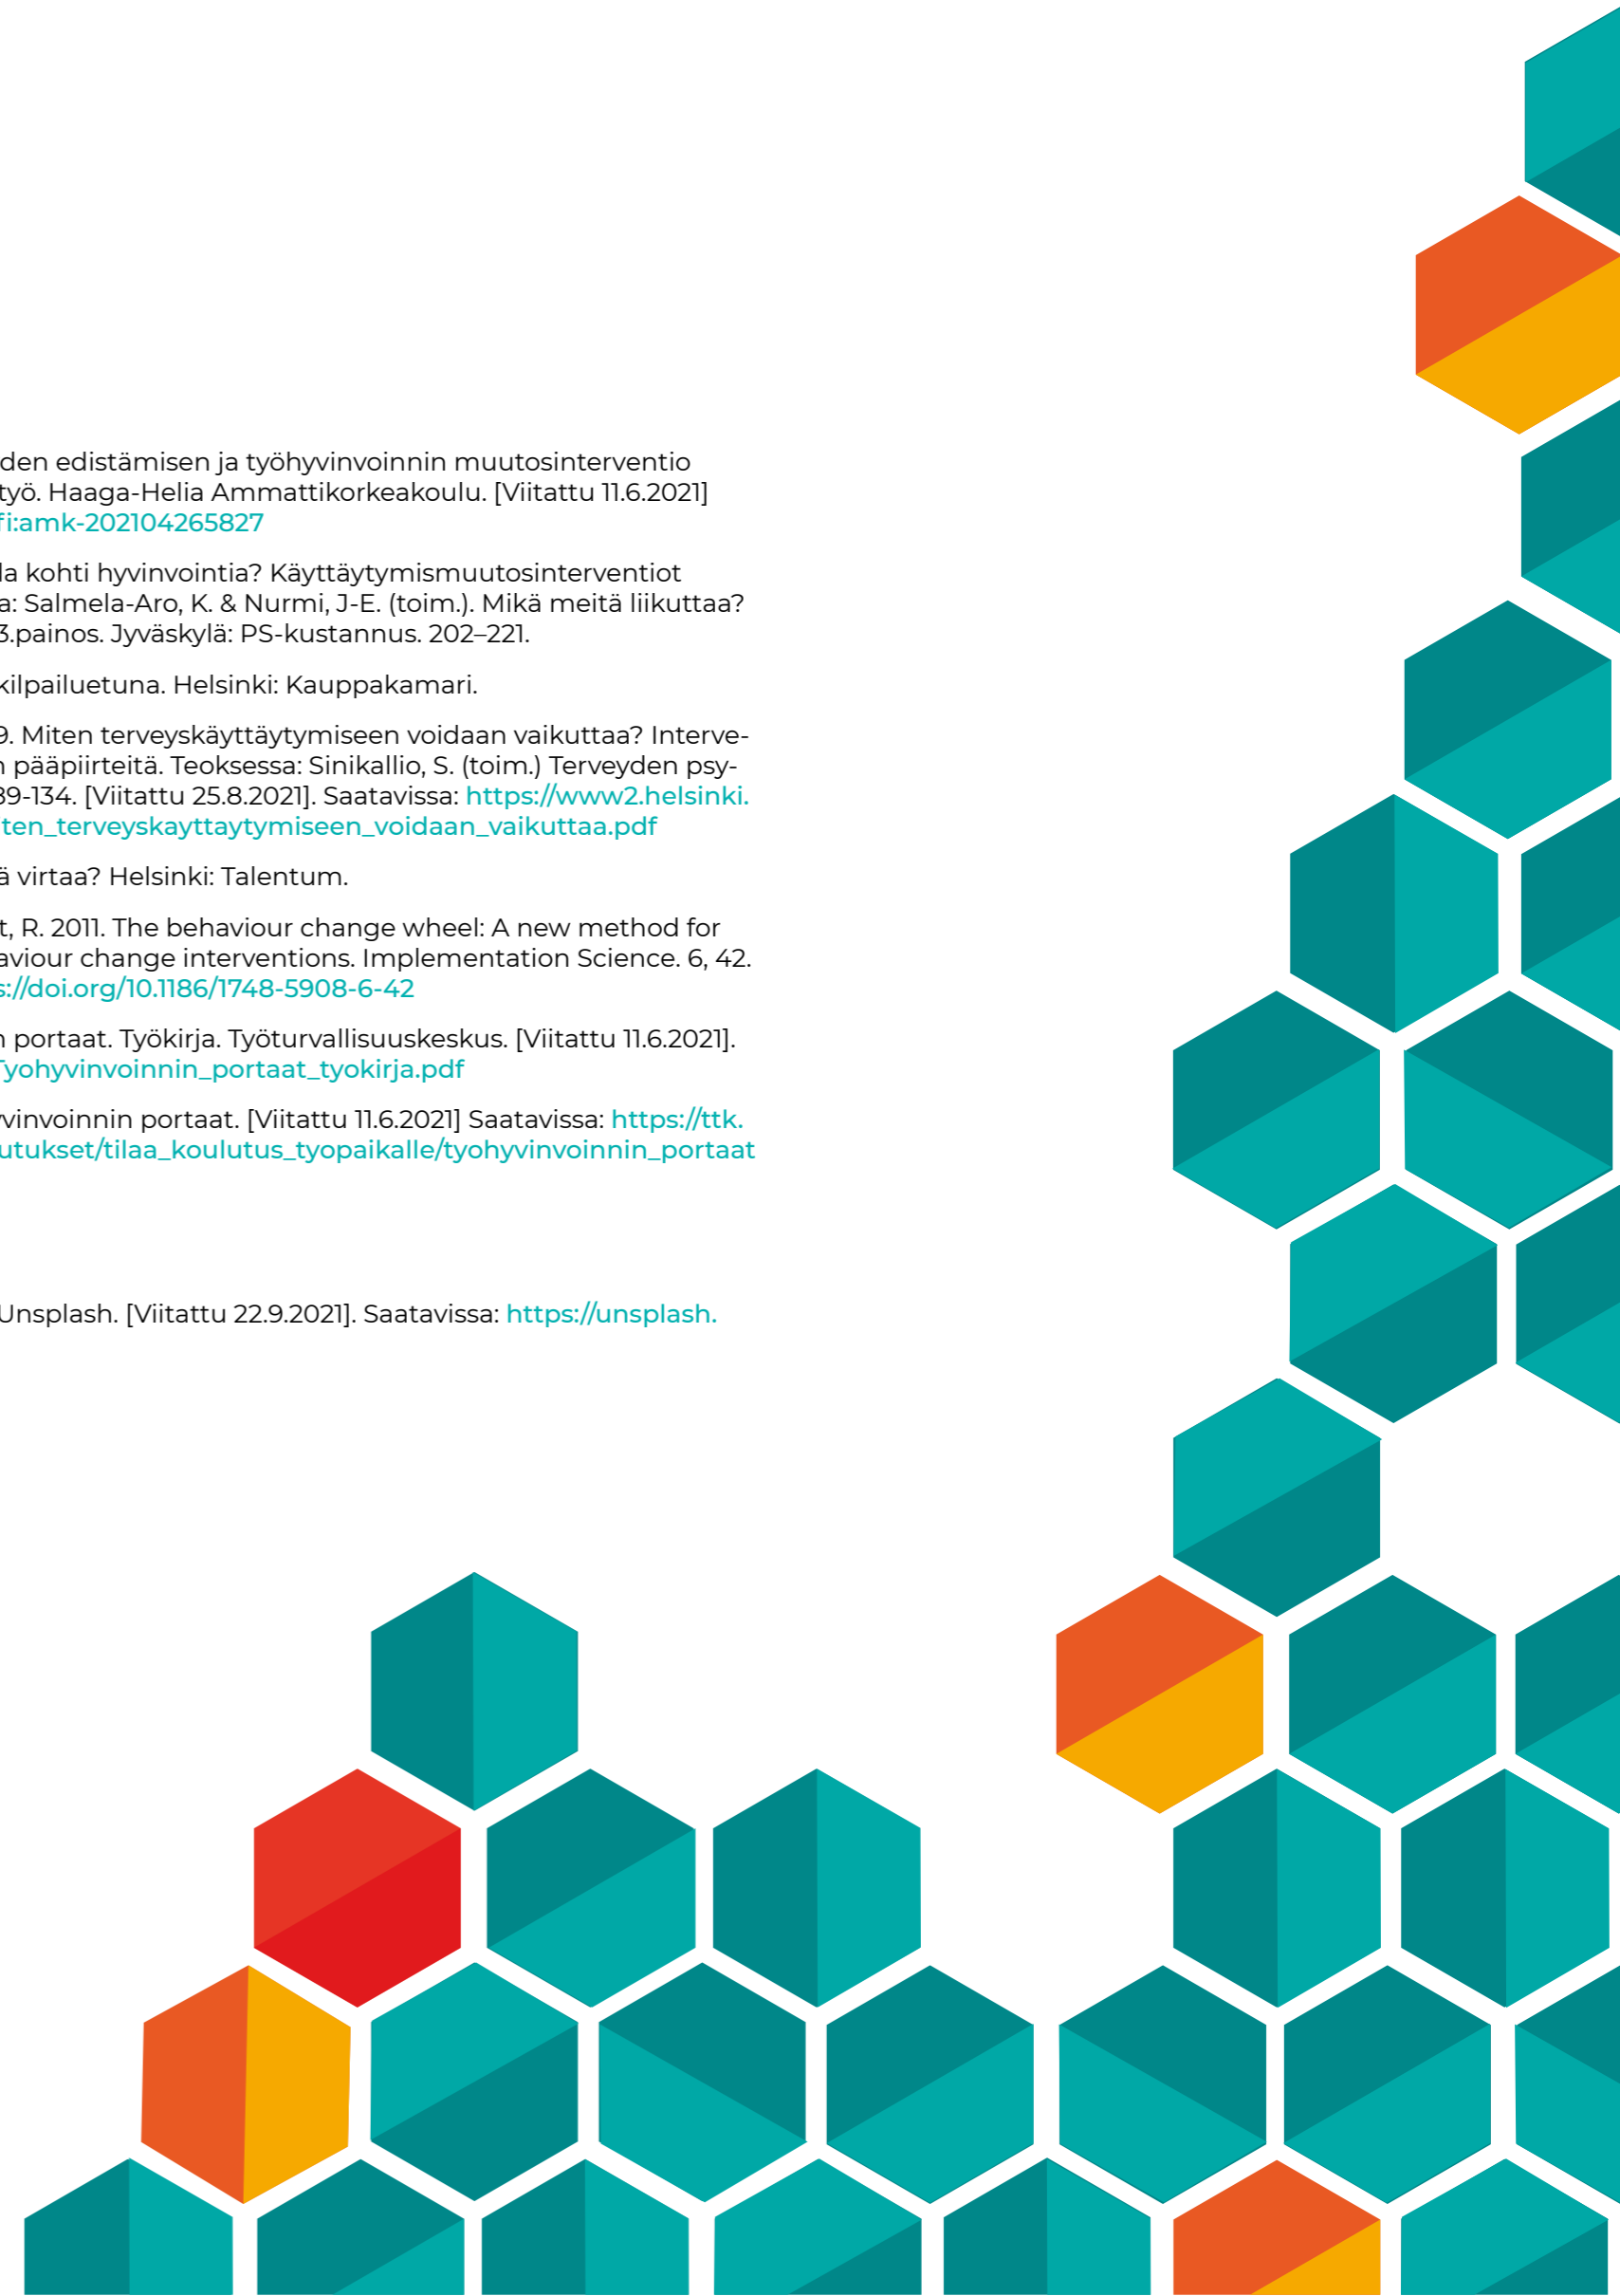 den edistämisen ja työhyvinvoinnin muutosinterventio
työ. Haaga-Helia Ammattikorkeakoulu. [Viitattu 11.6.2021]
fi:amk-202104265827
la kohti hyvinvointia? Käyttäytymismuutosinterventiot
a: Salmela-Aro, K. & Nurmi, J-E. (toim.). Mikä meitä liikuttaa?
3.painos. Jyväskylä: PS-kustannus. 202–221.
kilpailuetuna. Helsinki: Kauppakamari.
9. Miten terveyskäyttäytymiseen voidaan vaikuttaa? Interve-
n pääpiirteitä. Teoksessa: Sinikallio, S. (toim.) Terveyden psy-
89-134. [Viitattu 25.8.2021]. Saatavissa: https://www2.helsinki.
iten_terveyskayttaytymiseen_voidaan_vaikuttaa.pdf
ä virtaa? Helsinki: Talentum.
t, R. 2011. The behaviour change wheel: A new method for
aviour change interventions. Implementation Science. 6, 42.
s://doi.org/10.1186/1748-5908-6-42
n portaat. Työkirja. Työturvallisuuskeskus. [Viitattu 11.6.2021].
Tyohyvinvoinnin_portaat_tyokirja.pdf
yvinvoinnin portaat. [Viitattu 11.6.2021] Saatavissa: https://ttk.
utukset/tilaa_koulutus_tyopaikalle/tyohyvinvoinnin_portaat
Unsplash. [Viitattu 22.9.2021]. Saatavissa: https://unsplash.